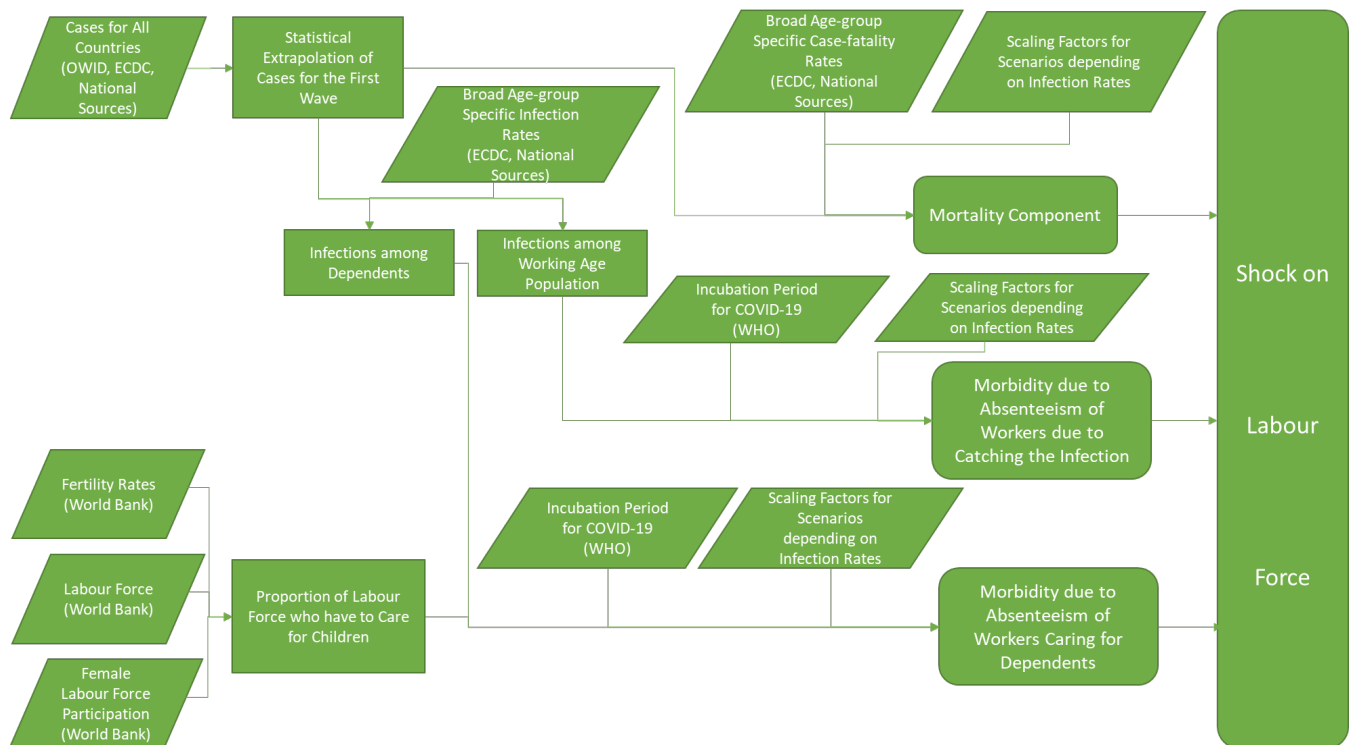 Cases for All
Countries
(OWID, ECDC,
National
Sources)
Statistical
Extrapolation of
Cases for the First
Wave
Broad Age-group
Specific Infection
Rates
(ECDC, National
Sources)
Broad Age-group
Specific Case-fatality
Rates
(ECDC, National
Sources)
Scaling Factors for
Scenarios depending
on Infection Rates
Mortality Component
Infections among
Dependents
Infections among
Working Age
Population
Incubation Period
for COVID-19
(WHO)
Scaling Factors for
Scenarios depending
on Infection Rates
Morbidity due to
Absenteeism of
Workers due to
Catching the Infection
Fertility Rates
(World Bank)
Labour Force
(World Bank)
Female
Labour Force
Participation
(World Bank)
Proportion of Labour
Force who have to Care
for Children
Incubation Period
for COVID-19
(WHO)
Scaling Factors for
Scenarios
depending on
Infection Rates
Morbidity due to
Absenteeism of
Workers Caring for
Dependents
Shock on
Labour
Force